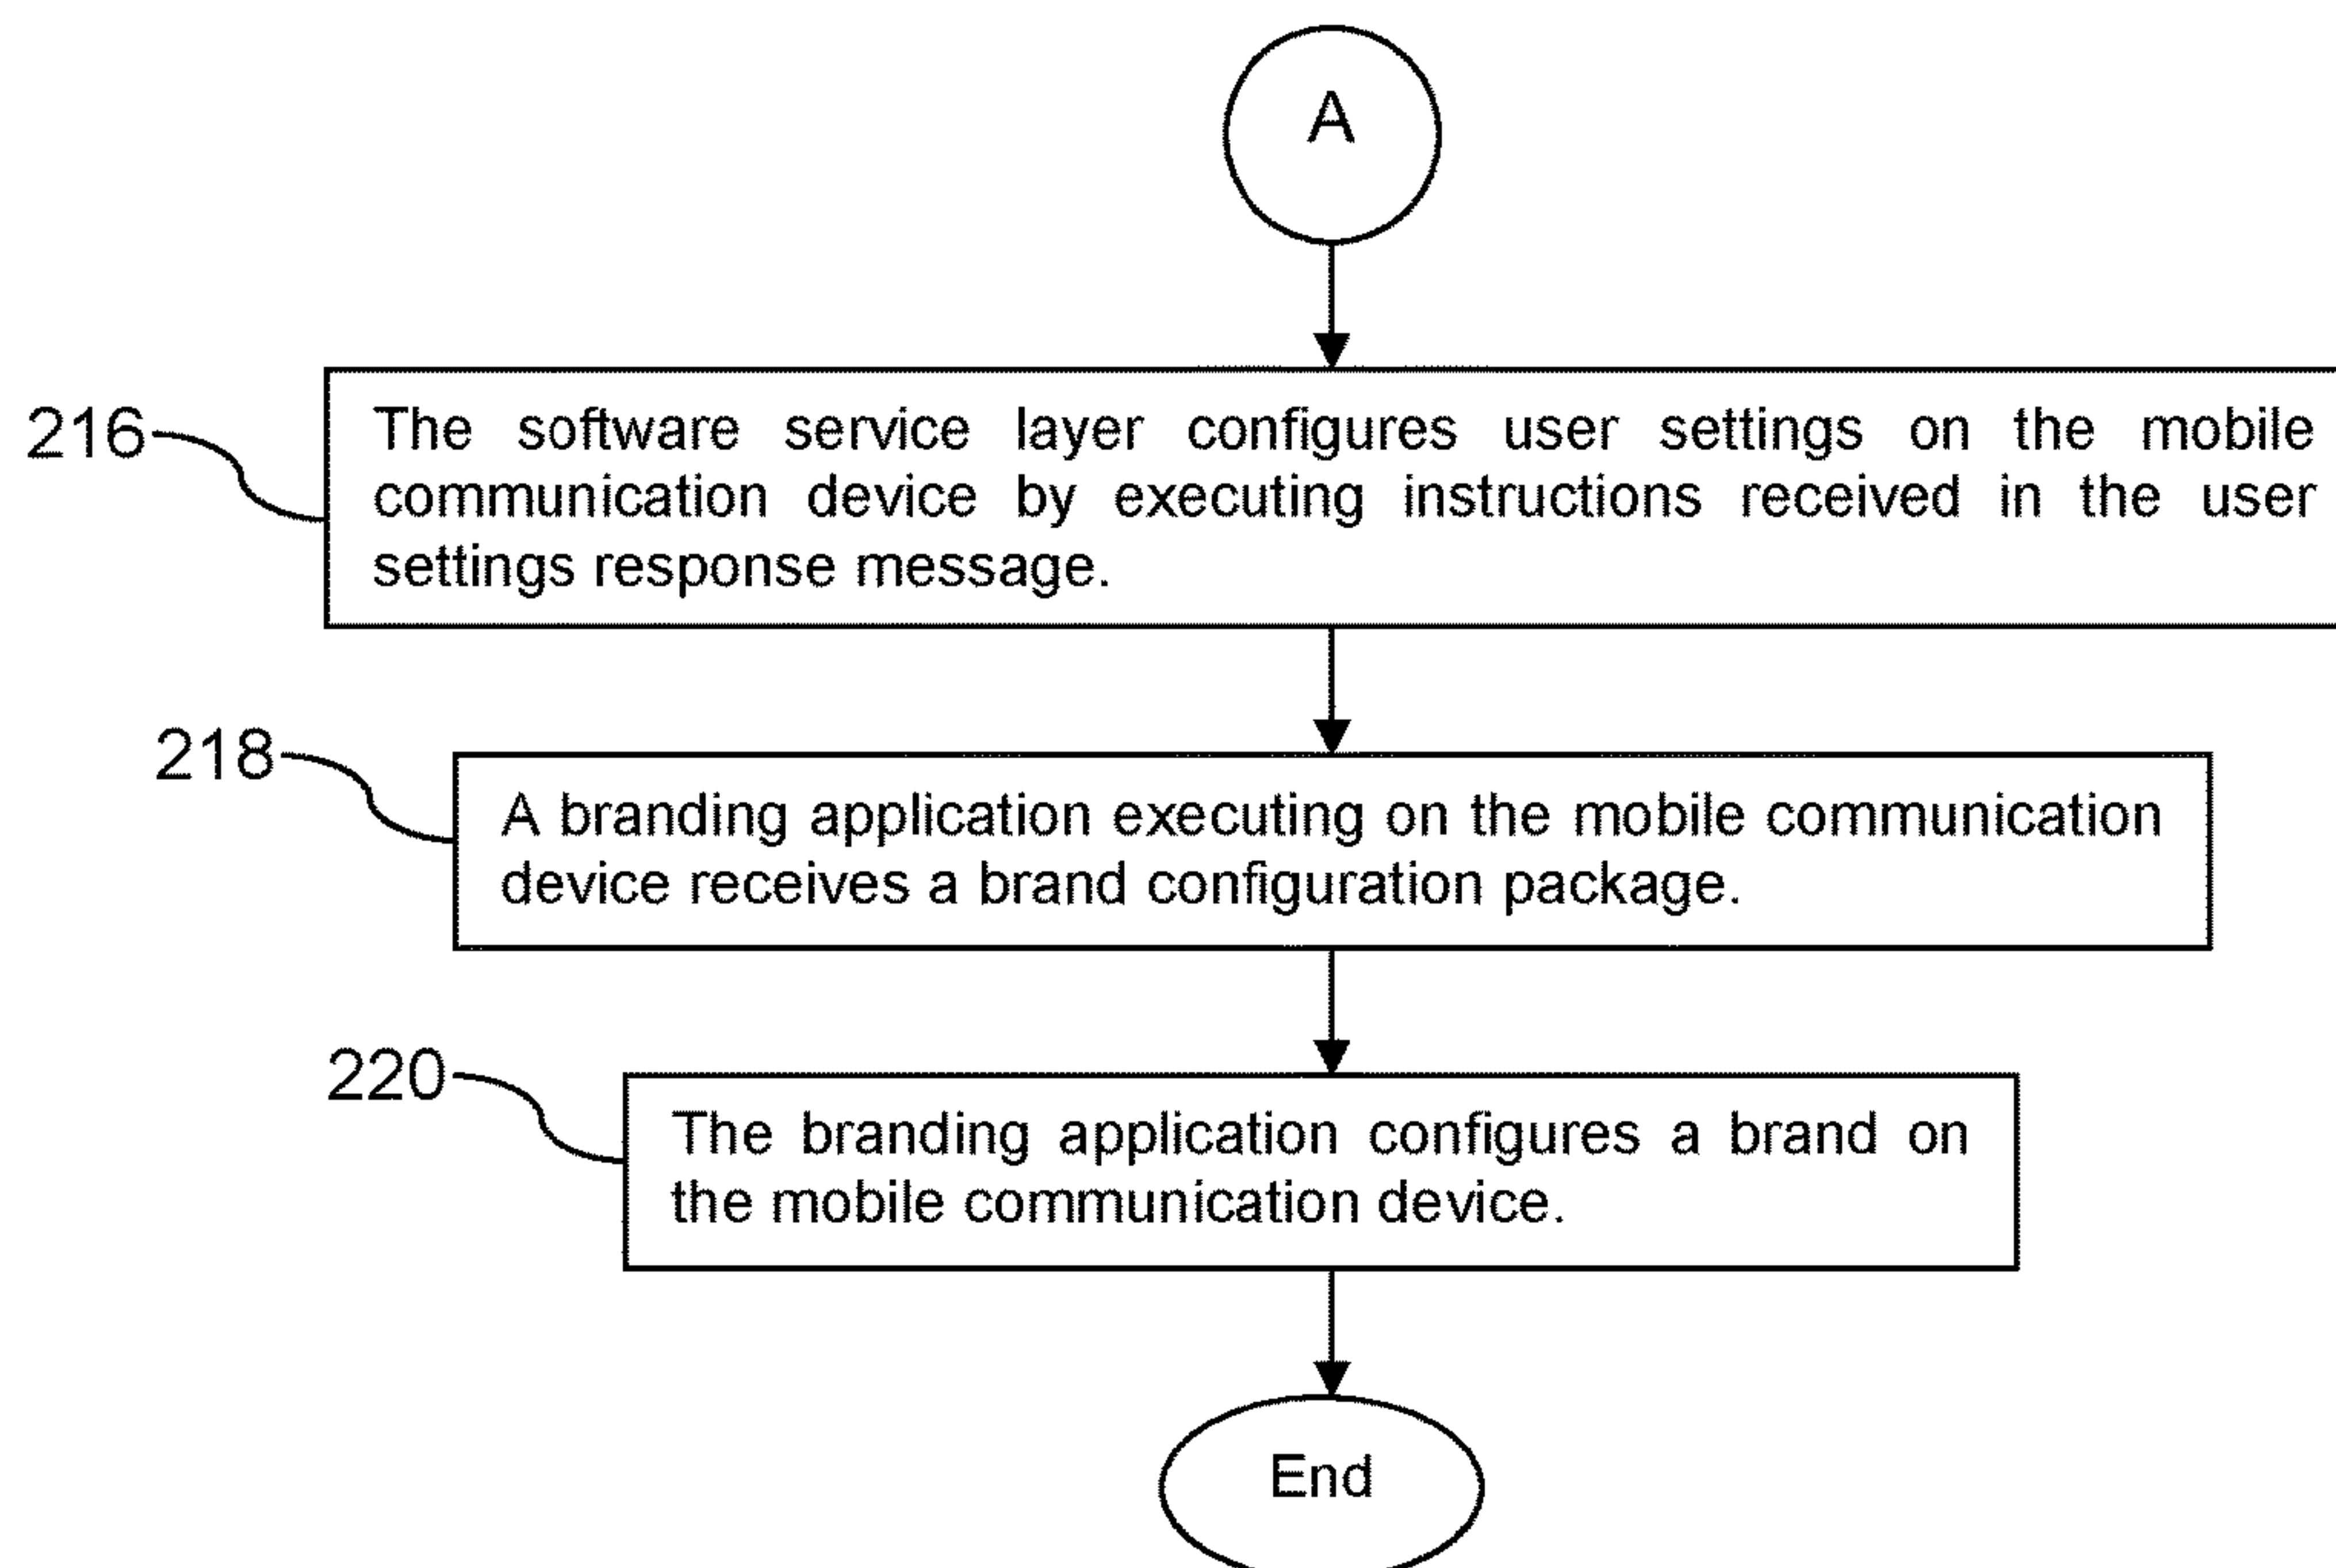 A
216
The software service layer configures user settings on the mobile
communication device by executing instructions received in the user
settings response message.
218
A branding application executing on the mobile communication
device receives a brand configuration package.
220
The branding application configures a brand on
the mobile communication device.
End